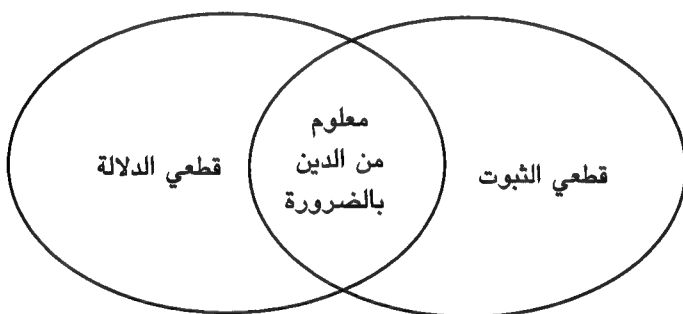 قطعي الثبوت
معلوم
من الدين
بالضرورة
قطعي الدلالة